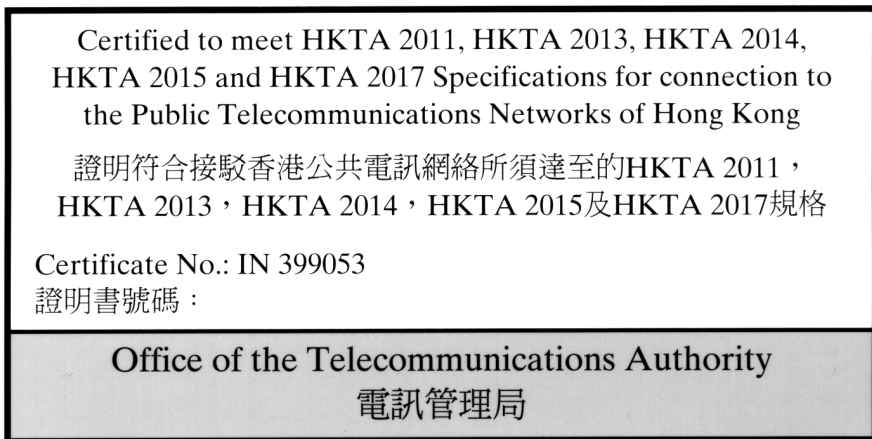 Certified to meet HKTA 2011, HKTA 2013, HKTA 2014,
HKTA 2015 and HKTA 2017 Specifications for connection to
the Public Telecommunications Networks of Hong Kong
證明符合接駁香港公共電訊網絡所須達至的HKTA 2011，
HKTA 2013，HKTA 2014，HKTA 2015及HKTA 2017規格
Certificate No.: IN 399053
證明書號碼：
Office of the Telecommunications Authority
電訊管理局